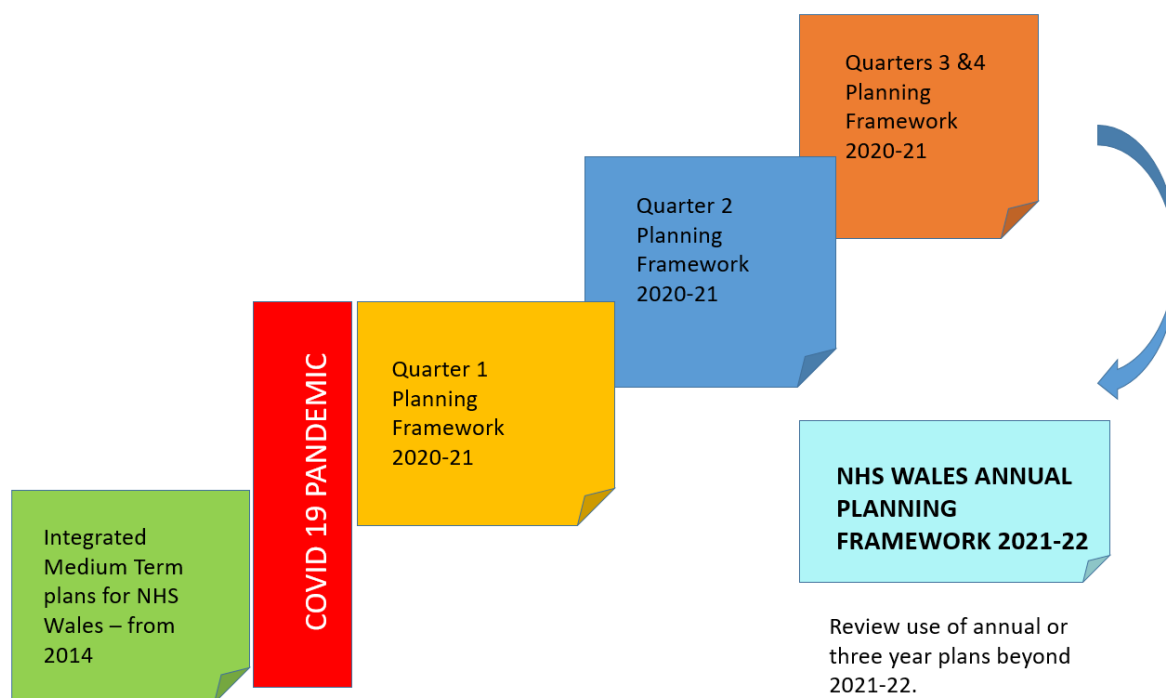 Integrated
Medium Term
plans for NHS
Wales – from
2014
COVID 19 PANDEMIC
Quarter 1
Planning
Framework
2020-21
Quarter 2
Planning
Framework
2020-21
Quarters 3 &4
Planning
Framework
2020-21
NHS WALES ANNUAL
PLANNING
FRAMEWORK 2021-22
Review use of annual or
three year plans beyond
2021-22.